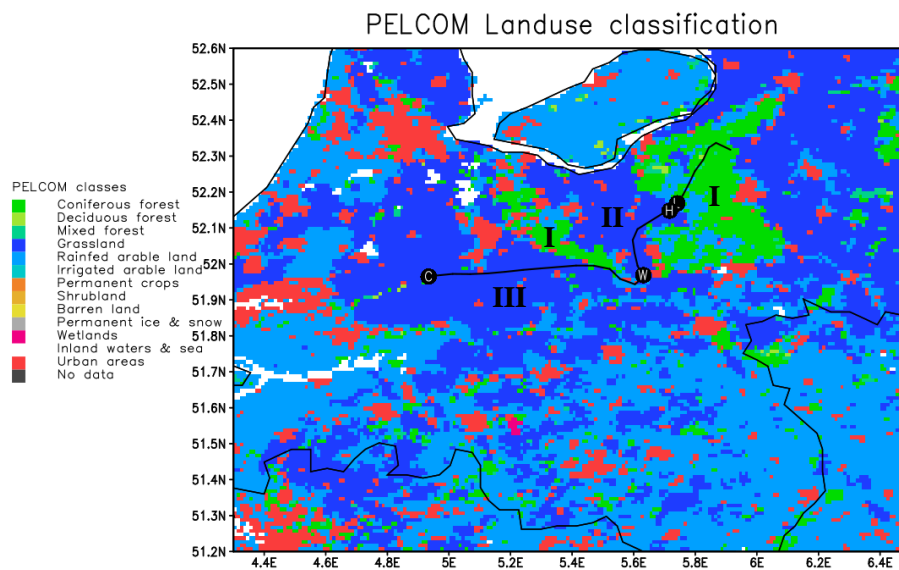 PELCOM Landuse classification
PELCOM classes
Coniferous forest
Deciduous forest
Mixed forest
Grassland
Rainfed arable land
Irrigated arable land
Permanent crops
Shrubland
Barren land
Permanent ice & snow
Wetlands
Inland waters & sea
Urban areas
No data
52.6N
52.5N
52.4N
52.3N
52.2N
52.1N
52N
51.9N
51.8N
51.7N
51.6N
51.5N
51.4N
51.3N
51.2N
I
II
I
H
C
W
III
4.4E 4.6E 4.8E 5E 5.2E 5.4E 5.6E 5.8E 6E 6.2E 6.4E